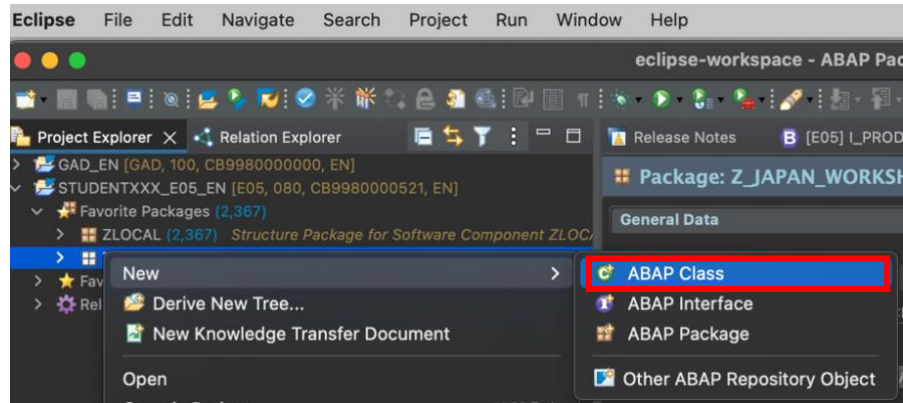 Eclipse File Edit Navigate Search Project Run Window Help
eclipse-workspace - ABAP Pac
Project Explorer Relation Explorer
Release Notes [E05] I_PROD
GAD_EN [GAD, 100, CB9980000000, EN]
STUDENTXXX_E05_EN [E05, 080, CB9980000521, EN]
Favorite Packages (2,367)
ZLOCAL (2,367) Structure Package for Software Component ZLOC
Fav
Rel
Package: Z_JAPAN_WORKSH
General Data
New
Derive New Tree...
New Knowledge Transfer Document
Open
ABAP Class
ABAP Interface
ABAP Package
Other ABAP Repository Object